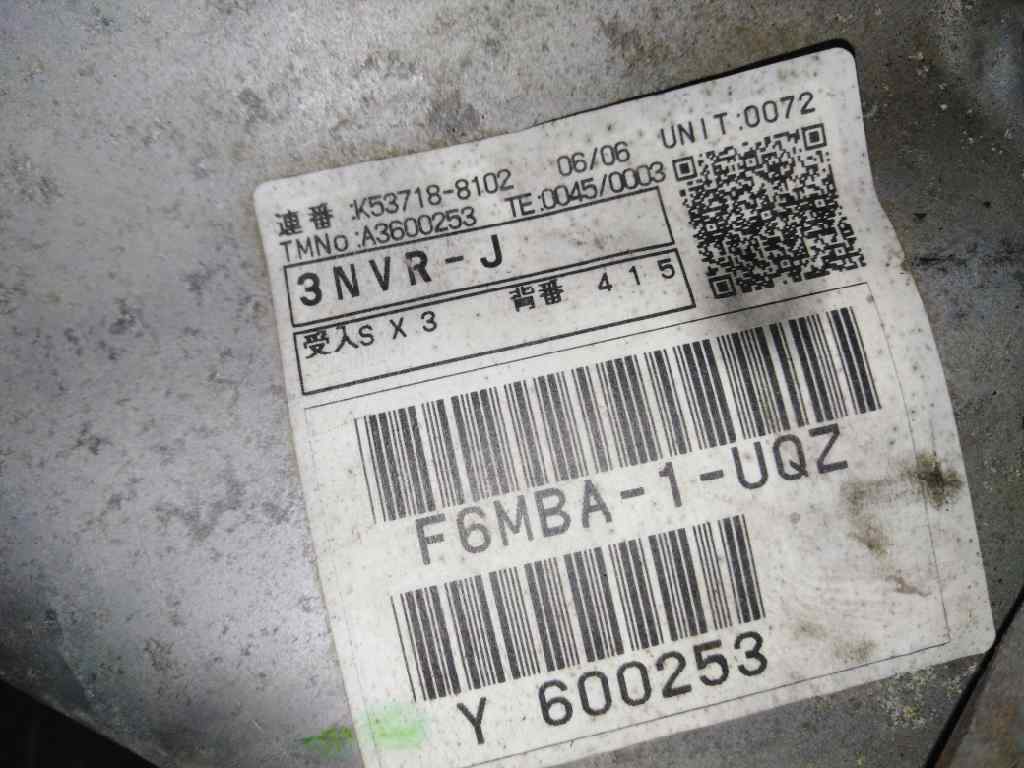 連番:K53718-8102 06/06 UNIT:0072
TMNo:A3600253 TE:0045/0003
3NVR-J
受入S X 3 背番 415
F6MBA-1-UQZ
Y 600253